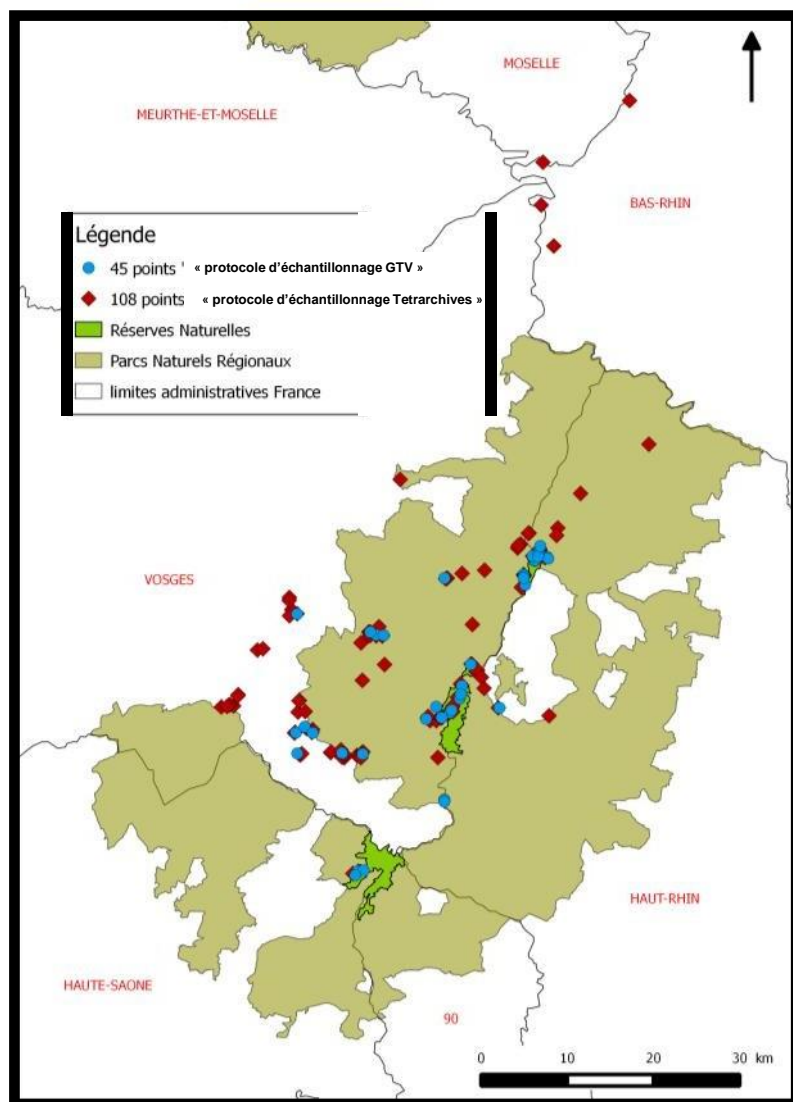 MOSELLE
MEURTHE-ET-MOSELLE
BAS-RHIN
Légende
45 points ' « protocole d'échantillonnage GTV »
108 points « protocole d'échantillonnage Tetrarchives »
Réserves Naturelles
Parcs Naturels Régionaux
limites administratives France
VOSGES
HAUT-RHIN
HAUTE-SAONE
90
0 10 20 30 km